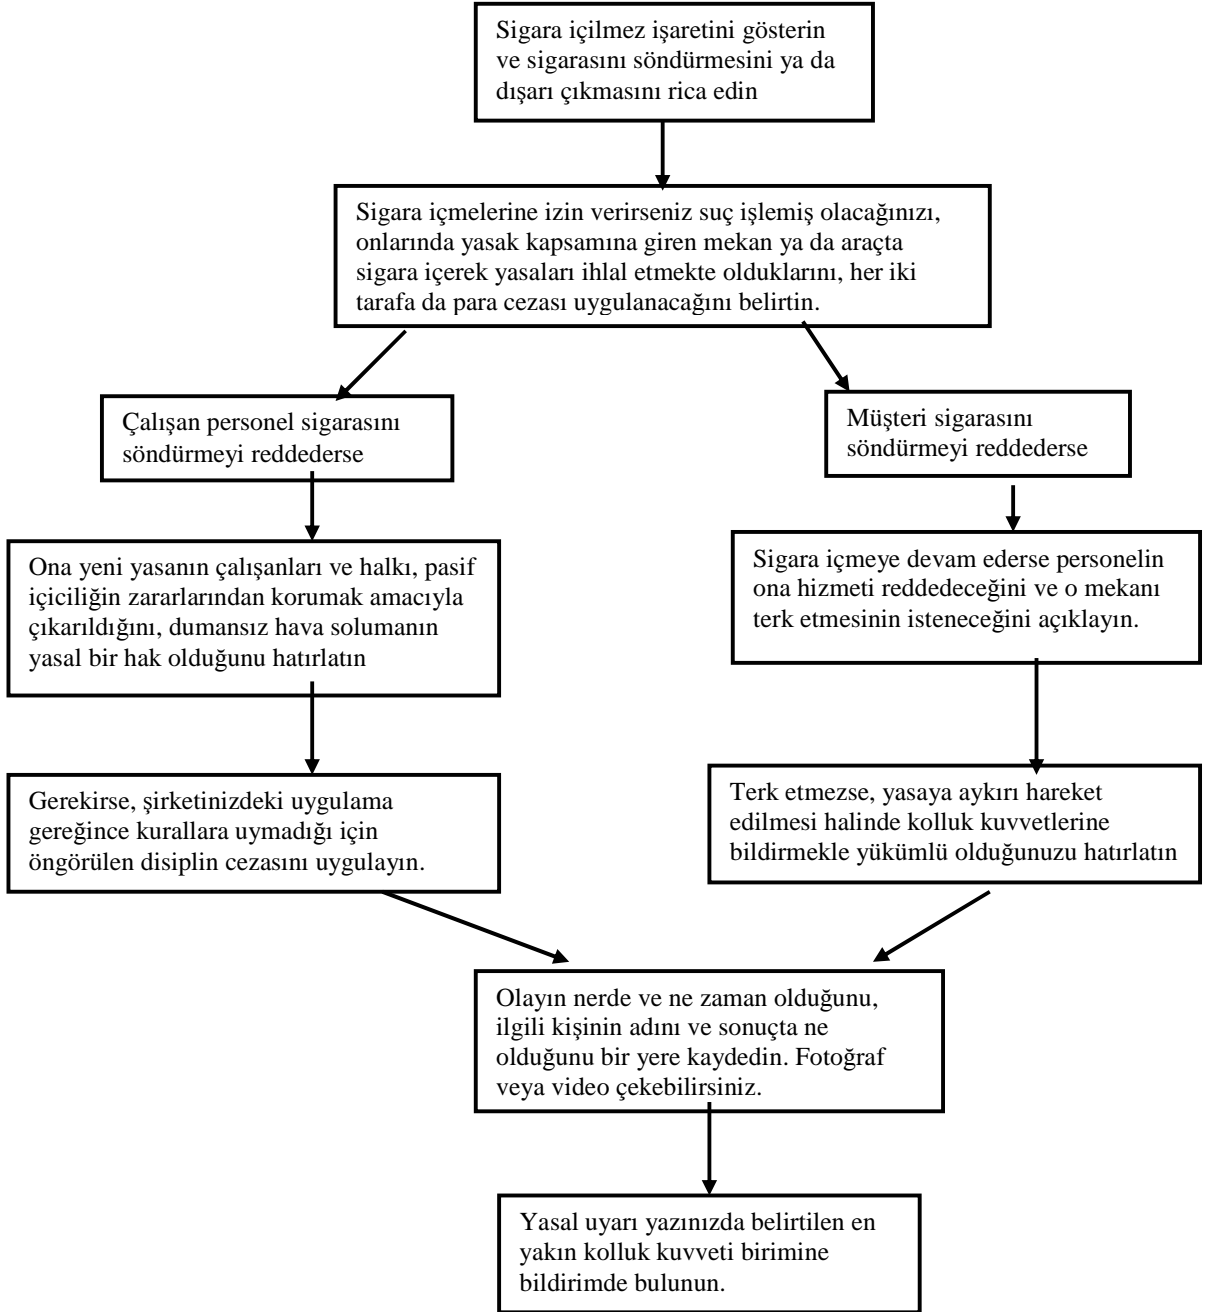 Sigara içilmez işaretini gösterin
ve sigarasını söndürmesini ya da
dışarı çıkmasını rica edin
Sigara içmelerine izin verirseniz suç işlemiş olacağınızı,
onlarında yasak kapsamına giren mekan ya da araçta
sigara içerek yasaları ihlal etmekte olduklarını, her iki
tarafa da para cezası uygulanacağını belirtin.
Çalışan personel sigarasını
söndürmeyi reddederse
Müşteri sigarasını
söndürmeyi reddederse
Ona yeni yasanın çalışanları ve halkı, pasif
içiciliğin zararlarından korumak amacıyla
çıkarıldığını, dumansız hava solumanın
yasal bir hak olduğunu hatırlatın
Sigara içmeye devam ederse personelin
ona hizmeti reddedeceğini ve o mekanı
terk etmesinin isteneceğini açıklayın.
Gerekirse, şirketinizdeki uygulama
gereğince kurallara uymadığı için
öngörülen disiplin cezasını uygulayın.
Terk etmezse, yasaya aykırı hareket
edilmesi halinde kolluk kuvvetlerine
bildirmekle yükümlü olduğunuzu hatırlatın
Olayın nerde ve ne zaman olduğunu,
ilgili kişinin adını ve sonuçta ne
olduğunu bir yere kaydedin. Fotoğraf
veya video çekebilirsiniz.
Yasal uyarı yazınızda belirtilen en
yakın kolluk kuvveti birimine
bildirimde bulunun.